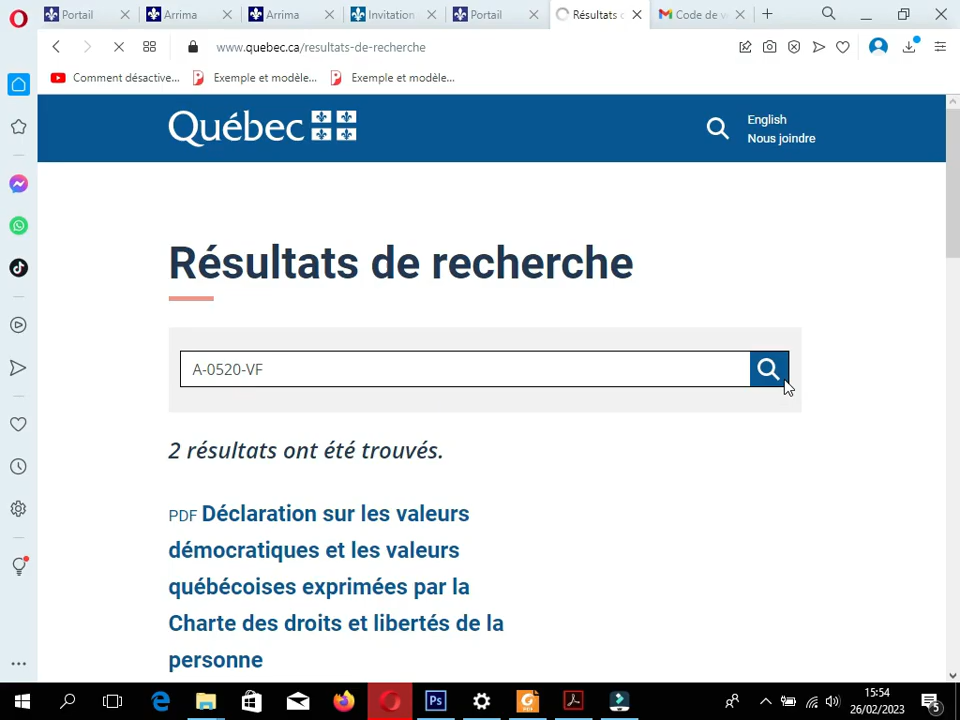 Portail
Arrima
Arrima
Invitation
Portail
Résultats c
Code de v
www.quebec.ca/resultats-de-recherche
Comment désactive...
Exemple et modèle...
Exemple et modèle...
Québec
English
Nous joindre
Résultats de recherche
A-0520-VF
2 résultats ont été trouvés.
PDF Déclaration sur les valeurs
démocratiques et les valeurs
québécoises exprimées par la
Charte des droits et libertés de la
personne
Ps
15:54
26/02/2023
5